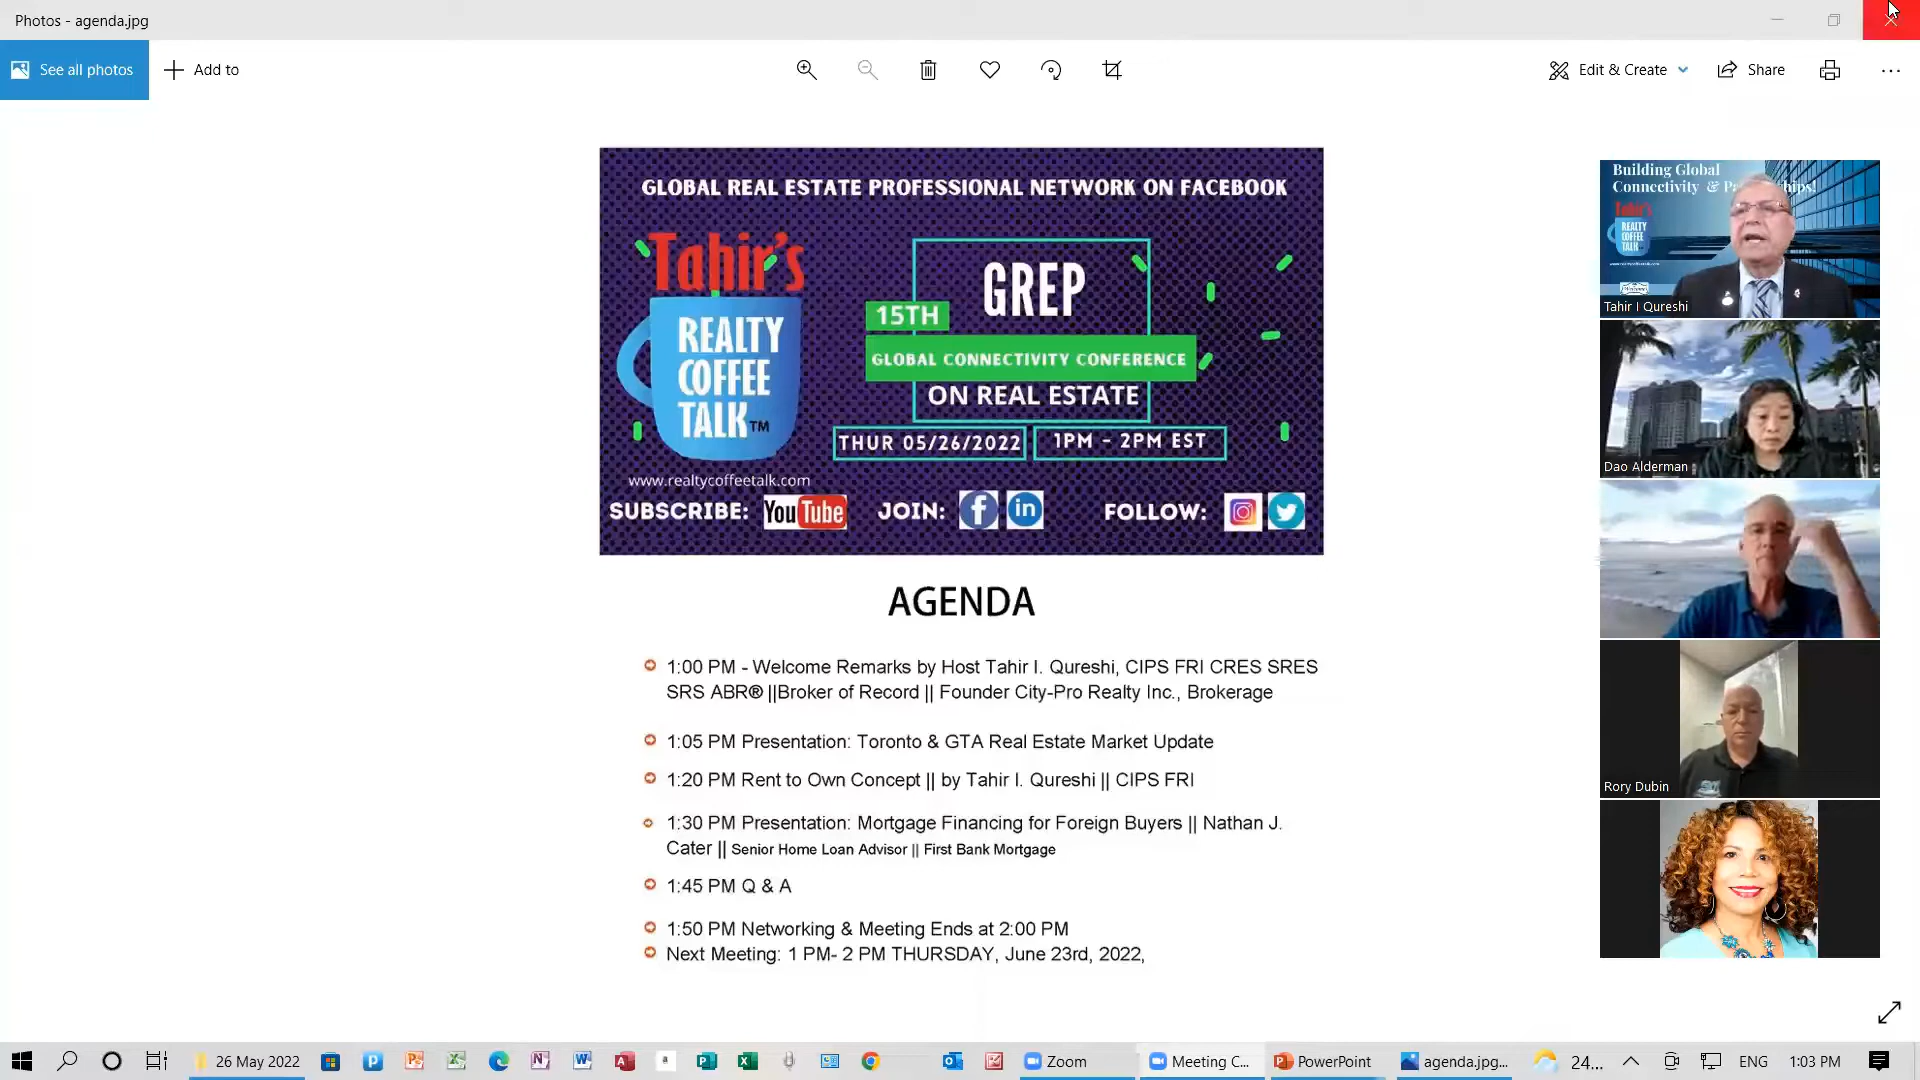 Photos - agenda.jpg
See all photos
Add to
Edit & Create
Share
GLOBAL REAL ESTATE PROFESSIONAL NETWORK ON FACEBOOK
Tahir's
REALTY
COFFEE
TALK™
www.realtycoffeetalk.com
GREP
15TH
GLOBAL CONNECTIVITY CONFERENCE
ON REAL ESTATE
THUR 05/26/2022
1PM - 2PM EST
SUBSCRIBE: YouTube JOIN: f in FOLLOW:
AGENDA
1:00 PM - Welcome Remarks by Host Tahir I. Qureshi, CIPS FRI CRES SRES
SRS ABR® ||Broker of Record || Founder City-Pro Realty Inc., Brokerage
1:05 PM Presentation: Toronto & GTA Real Estate Market Update
1:20 PM Rent to Own Concept || by Tahir I. Qureshi || CIPS FRI
1:30 PM Presentation: Mortgage Financing for Foreign Buyers || Nathan J.
Cater || Senior Home Loan Advisor || First Bank Mortgage
1:45 PM Q & A
1:50 PM Networking & Meeting Ends at 2:00 PM
Next Meeting: 1 PM- 2 PM THURSDAY, June 23rd, 2022,
Building Global
Connectivity & P
Tahir's
REALTY
COFFEE
TALK
Tahir I Qureshi
Dao Alderman
Rory Dubin
26 May 2022
Zoom
Meeting C...
PowerPoint
agenda.jpg...
24...
ENG
1:03 PM